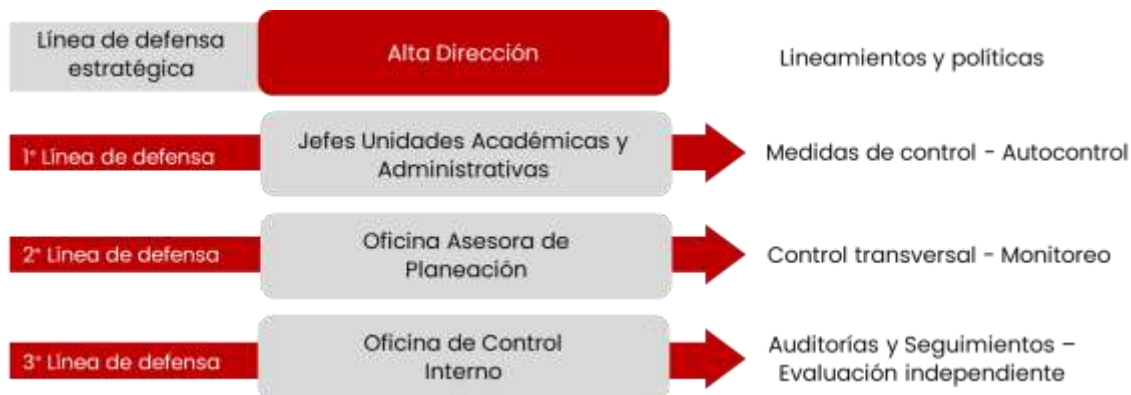 Línea de defensa
estratégica
Alta Dirección
Lineamientos y políticas
1° Línea de defensa
Jefes Unidades Académicas y
Administrativas
Medidas de control - Autocontrol
2° Línea de defensa
Oficina Asesora de
Planeación
Control transversal - Monitoreo
3° Línea de defensa
Oficina de Control
Interno
Auditorías y Seguimientos –
Evaluación independiente